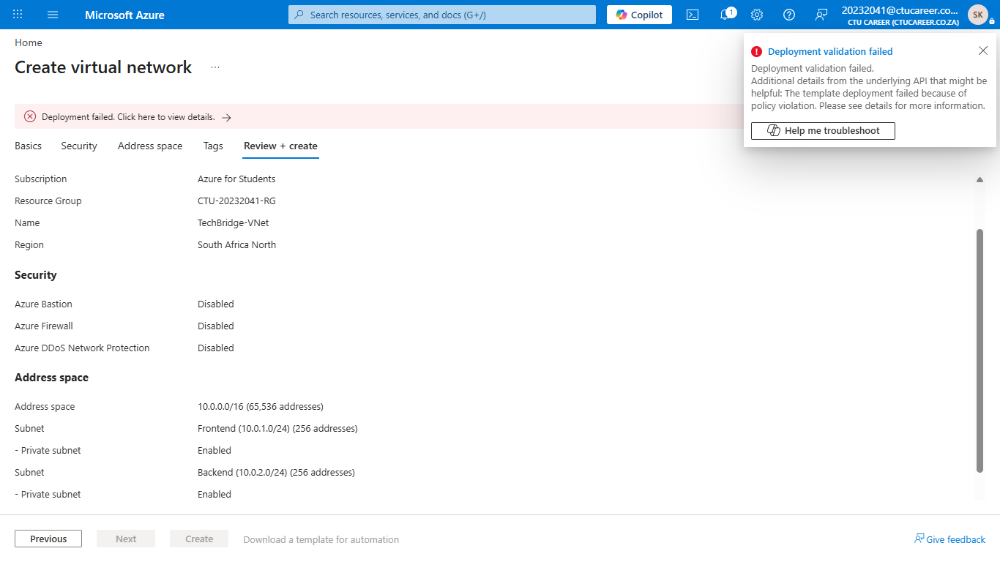 Microsoft Azure
Search resources, services, and docs (G+/)
Copilot
1
20232041@ctucareer.co...
CTU CAREER (CTUCAREER.CO.ZA)
SK
Home
Create virtual network ...
Deployment validation failed
Deployment validation failed.
Additional details from the underlying API that might be
helpful: The template deployment failed because of
policy violation. Please see details for more information.
Help me troubleshoot
Deployment failed. Click here to view details.
Basics Security Address space Tags Review + create
Subscription Azure for Students
Resource Group CTU-20232041-RG
Name TechBridge-VNet
Region South Africa North
Security
Azure Bastion Disabled
Azure Firewall Disabled
Azure DDoS Network Protection Disabled
Address space
Address space 10.0.0.0/16 (65,536 addresses)
Subnet Frontend (10.0.1.0/24) (256 addresses)
- Private subnet Enabled
Subnet Backend (10.0.2.0/24) (256 addresses)
- Private subnet Enabled
Previous Next Create Download a template for automation Give feedback